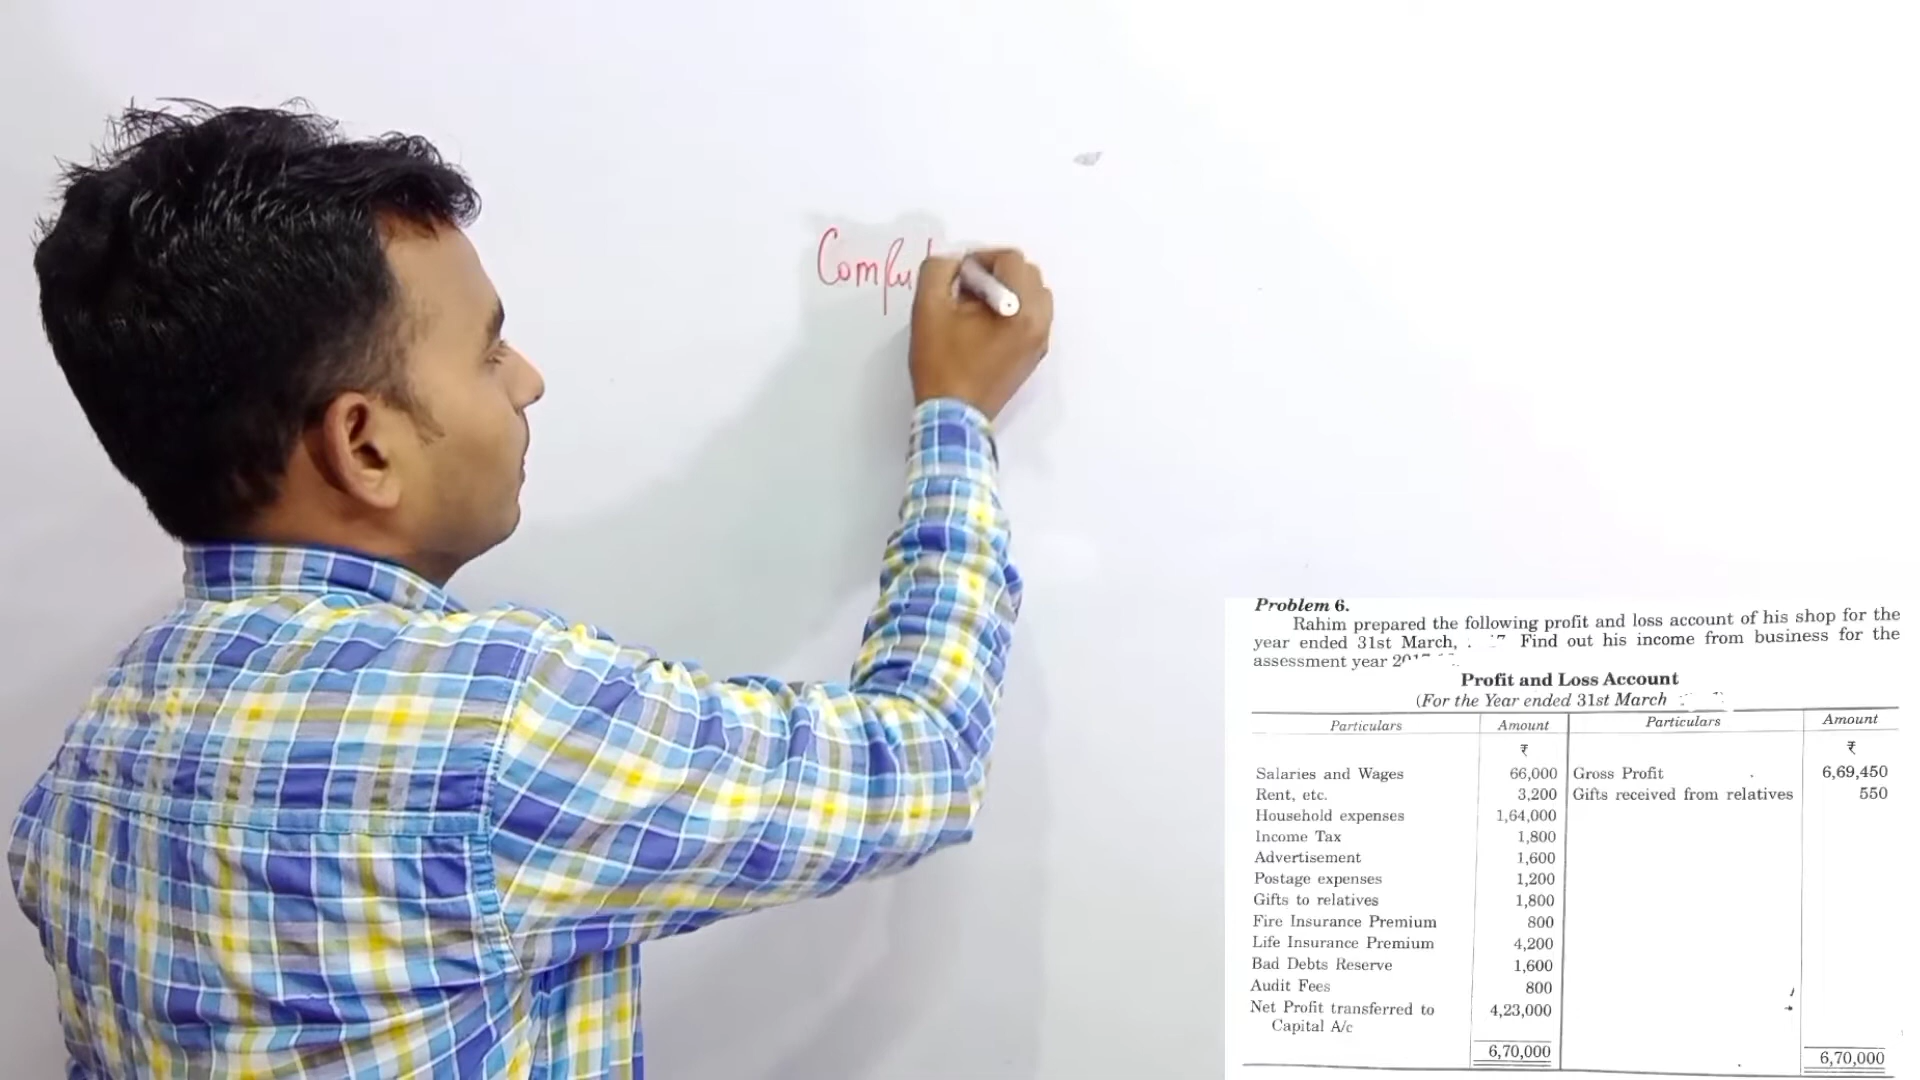 Comput
Problem 6.
Rahim prepared the following profit and loss account of his shop for the
year ended 31st March, Find out his income from business for the
assessment year
Profit and Loss Account
(For the Year ended 31st March
Particulars Amount Particulars Amount
₹ ₹
Salaries and Wages 66,000 Gross Profit 6,69,450
Rent, etc. 3,200 Gifts received from relatives 550
Household expenses 1,64,000
Income Tax 1,800
Advertisement 1,600
Postage expenses 1,200
Gifts to relatives 1,800
Fire Insurance Premium 800
Life Insurance Premium 4,200
Bad Debts Reserve 1,600
Audit Fees 800
Net Profit transferred to 4,23,000
Capital A/c
6,70,000 6,70,000